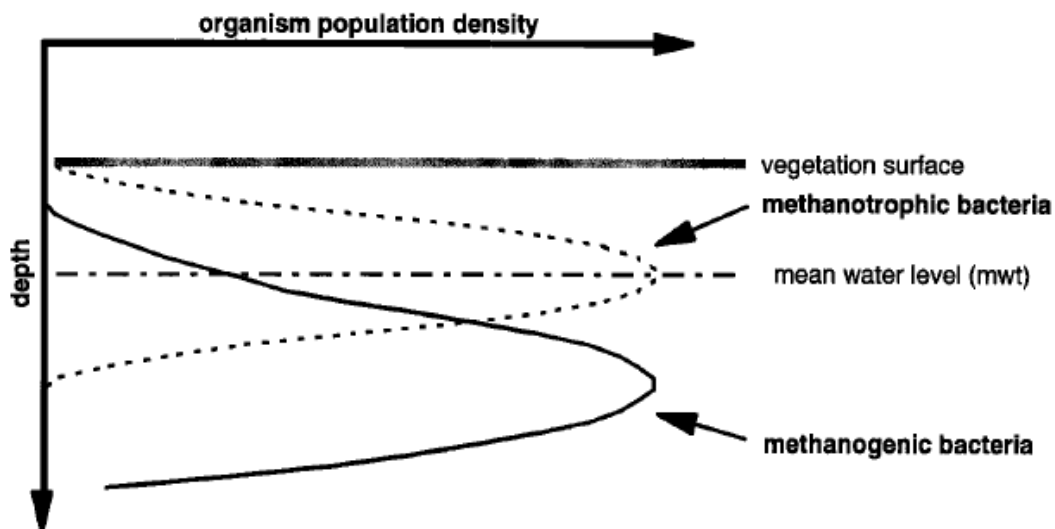 organism population density
vegetation surface
methanotrophic bacteria
mean water level (mwt)
depth
methanogenic bacteria